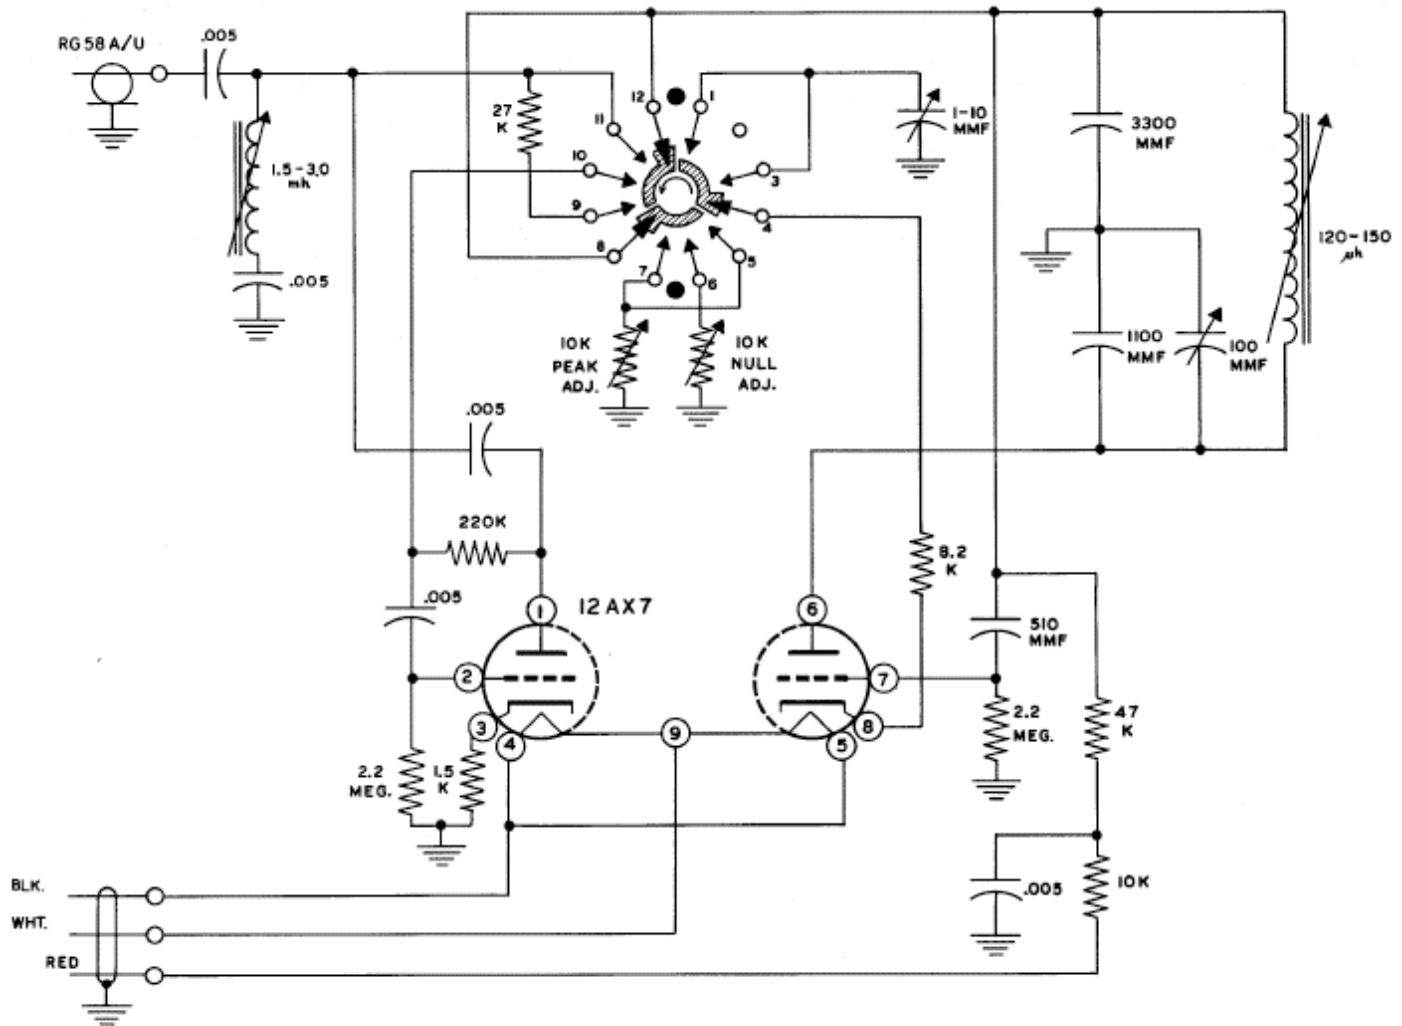 RG 58 A/U
.005
1.5-3.0
mh
.005
27
K
12
1
11
10
3
9
4
8
5
7
6
1-10
MMF
3300
MMF
120-150
µh
1100
MMF
100
MMF
10K
PEAK
ADJ.
10K
NULL
ADJ.
.005
220K
8.2
K
.005
1
12AX7
6
510
MMF
2
7
3
4
9
5
8
2.2
MEG.
1.5
K
2.2
MEG.
47
K
.005
10K
BLK.
WHT.
RED